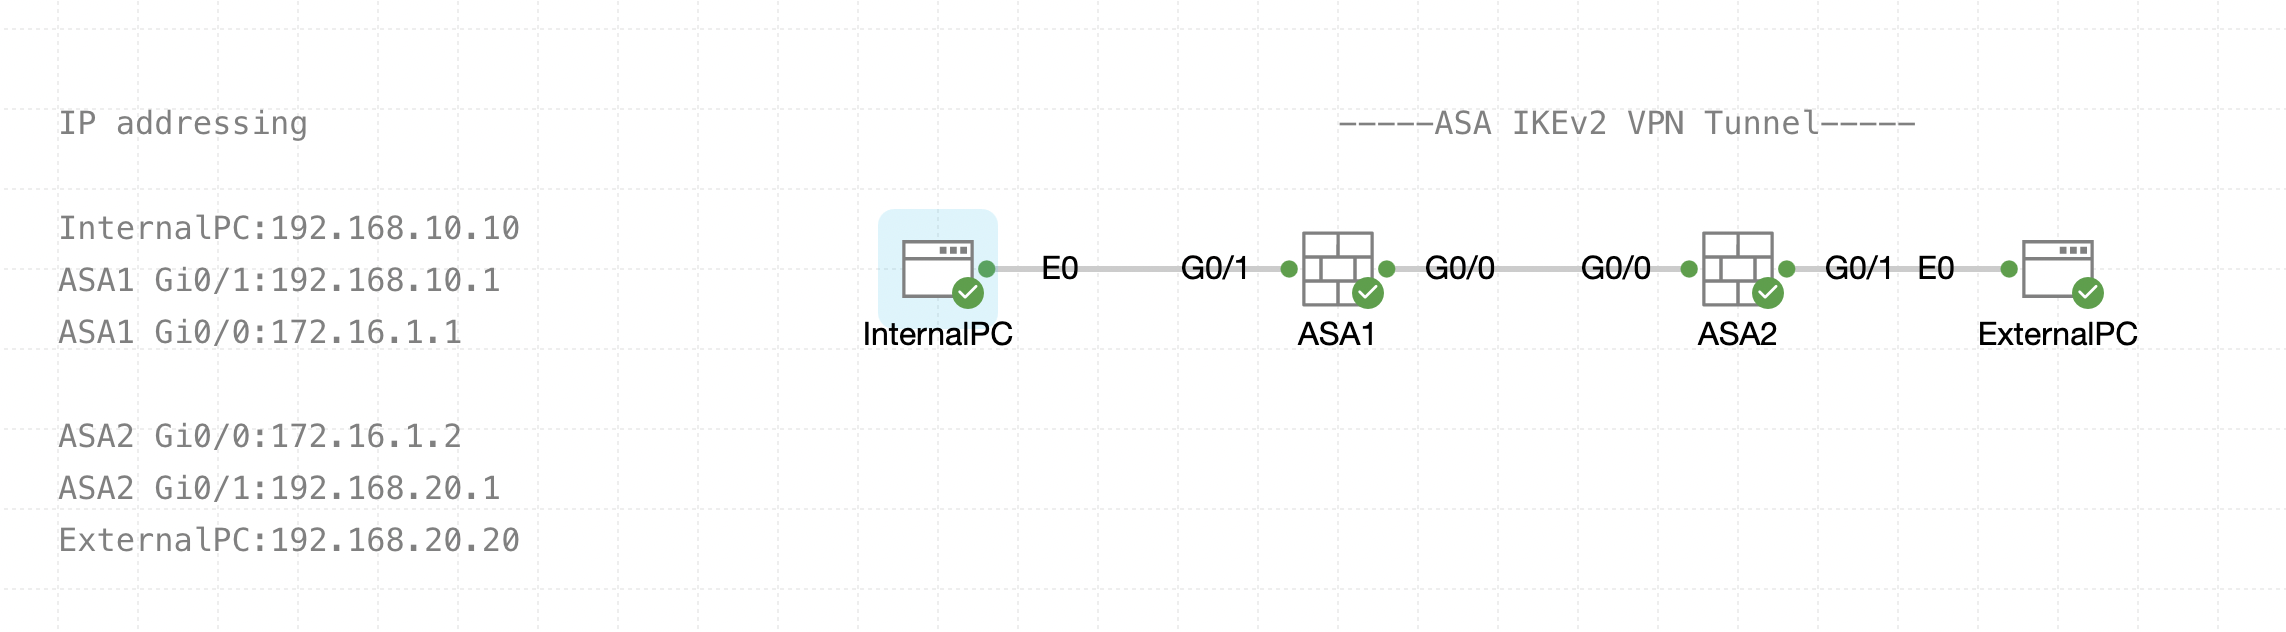 IP addressing
-----ASA IKEv2 VPN Tunnel-----
InternalPC:192.168.10.10
ASA1 Gi0/1:192.168.10.1
ASA1 Gi0/0:172.16.1.1
ASA2 Gi0/0:172.16.1.2
ASA2 Gi0/1:192.168.20.1
ExternalPC:192.168.20.20
E0 G0/1 G0/0 G0/0 G0/1 E0
InternalPC ASA1 ASA2 ExternalPC